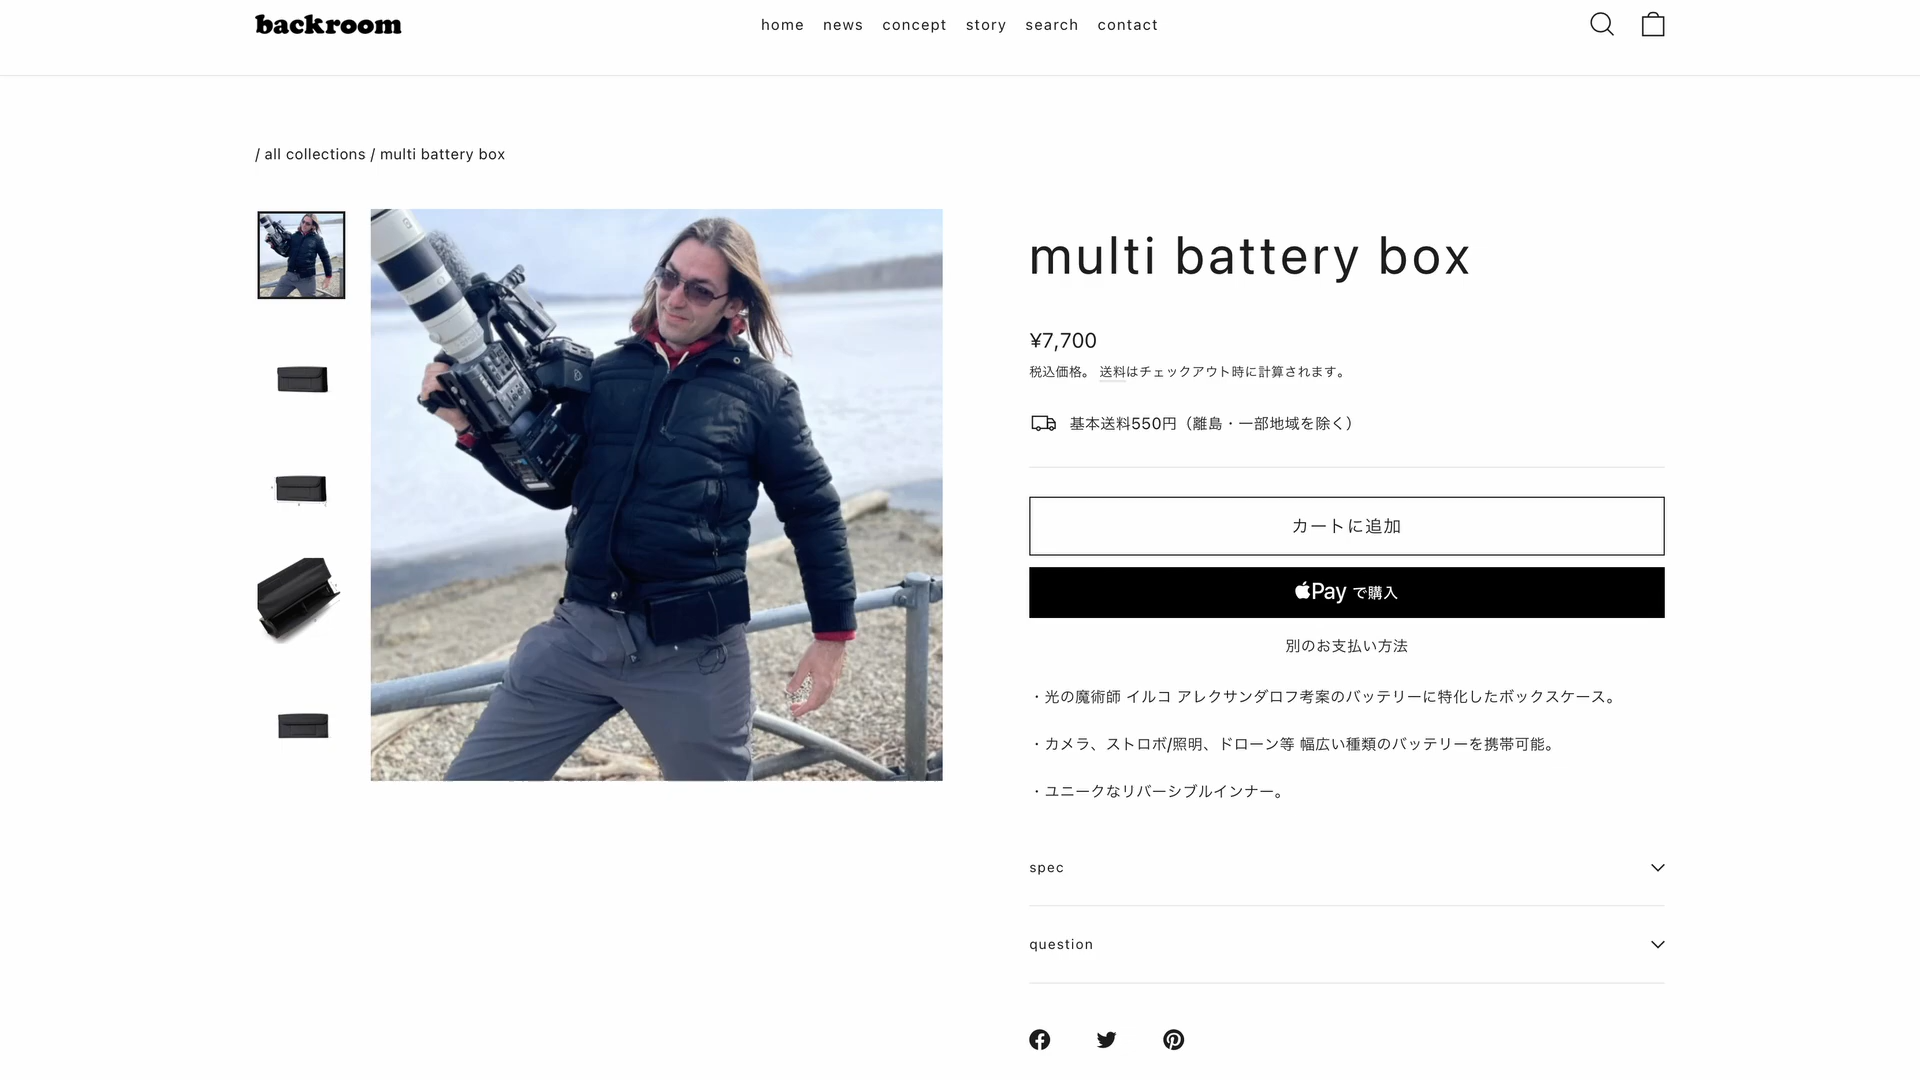 backroom
home news concept story search contact
/ all collections / multi battery box
multi battery box
¥7,700
税込価格。 送料はチェックアウト時に計算されます。
基本送料550円（離島・一部地域を除く）
カートに追加
Pay で購入
別のお支払い方法
・光の魔術師 イルコ アレクサンダロフ考案のバッテリーに特化したボックスケース。
・カメラ、ストロボ/照明、ドローン等 幅広い種類のバッテリーを携帯可能。
・ユニークなリバーシブルインナー。
spec
question